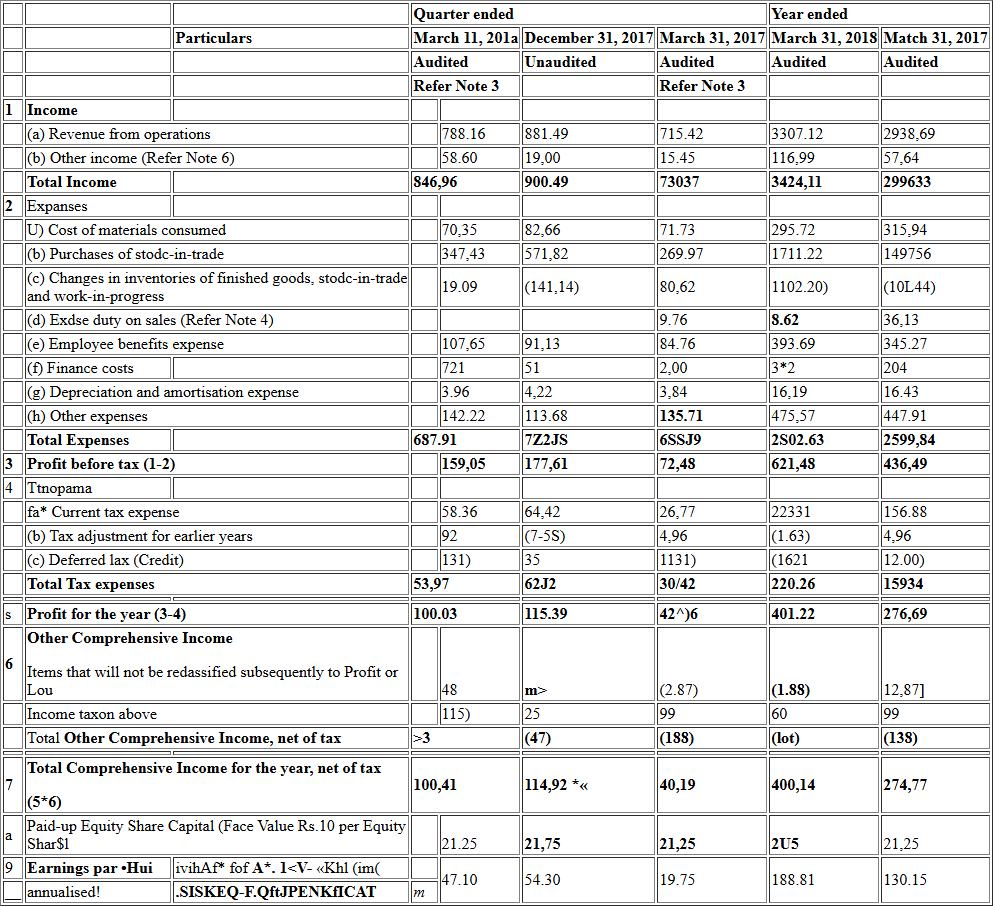 Quarter ended Year ended
Particulars March 11, 201a December 31, 2017 March 31, 2017 March 31, 2018 Match 31, 2017
Audited Unaudited Audited Audited Audited
Refer Note 3 Refer Note 3
1 Income
(a) Revenue from operations 788.16 881.49 715.42 3307.12 2938,69
(b) Other income (Refer Note 6) 58.60 19,00 15.45 116,99 57,64
Total Income 846,96 900.49 73037 3424,11 299633
2 Expanses
U) Cost of materials consumed 70,35 82,66 71.73 295.72 315,94
(b) Purchases of stodc-in-trade 347,43 571,82 269.97 1711.22 149756
(c) Changes in inventories of finished goods, stodc-in-trade
and work-in-progress 19.09 (141,14) 80,62 1102.20) (10L44)
(d) Exdse duty on sales (Refer Note 4) 9.76 8.62 36,13
(e) Employee benefits expense 107,65 91,13 84.76 393.69 345.27
(f) Finance costs 721 51 2,00 3*2 204
(g) Depreciation and amortisation expense 3.96 4,22 3,84 16,19 16.43
(h) Other expenses 142.22 113.68 135.71 475,57 447.91
Total Expenses 687.91 7Z2JS 6SSJ9 2S02.63 2599,84
3 Profit before tax (1-2) 159,05 177,61 72,48 621,48 436,49
4 Ttnopama
fa* Current tax expense 58.36 64,42 26,77 22331 156.88
(b) Tax adjustment for earlier years 92 (7-5S) 4,96 (1.63) 4,96
(c) Deferred lax (Credit) 131) 35 1131) (1621 12.00)
Total Tax expenses 53,97 62J2 30/42 220.26 15934
s Profit for the year (3-4) 100.03 115.39 42^)6 401.22 276,69
6 Other Comprehensive Income
Items that will not be redassified subsequently to Profit or
Lou 48 m> (2.87) (1.88) 12,87]
Income taxon above 115) 25 99 60 99
Total Other Comprehensive Income, net of tax >3 (47) (188) (lot) (138)
7 Total Comprehensive Income for the year, net of tax
(5*6) 100,41 114,92 *« 40,19 400,14 274,77
a Paid-up Equity Share Capital (Face Value Rs.10 per Equity
Shar$l 21.25 21,75 21,25 2U5 21,25
9 Earnings par •Hui ivihAf* fof A*. 1<V- «Khl (im( 47.10 54.30 19.75 188.81 130.15
__ annualised! .SISKEQ-F.QftJPENKflCAT m